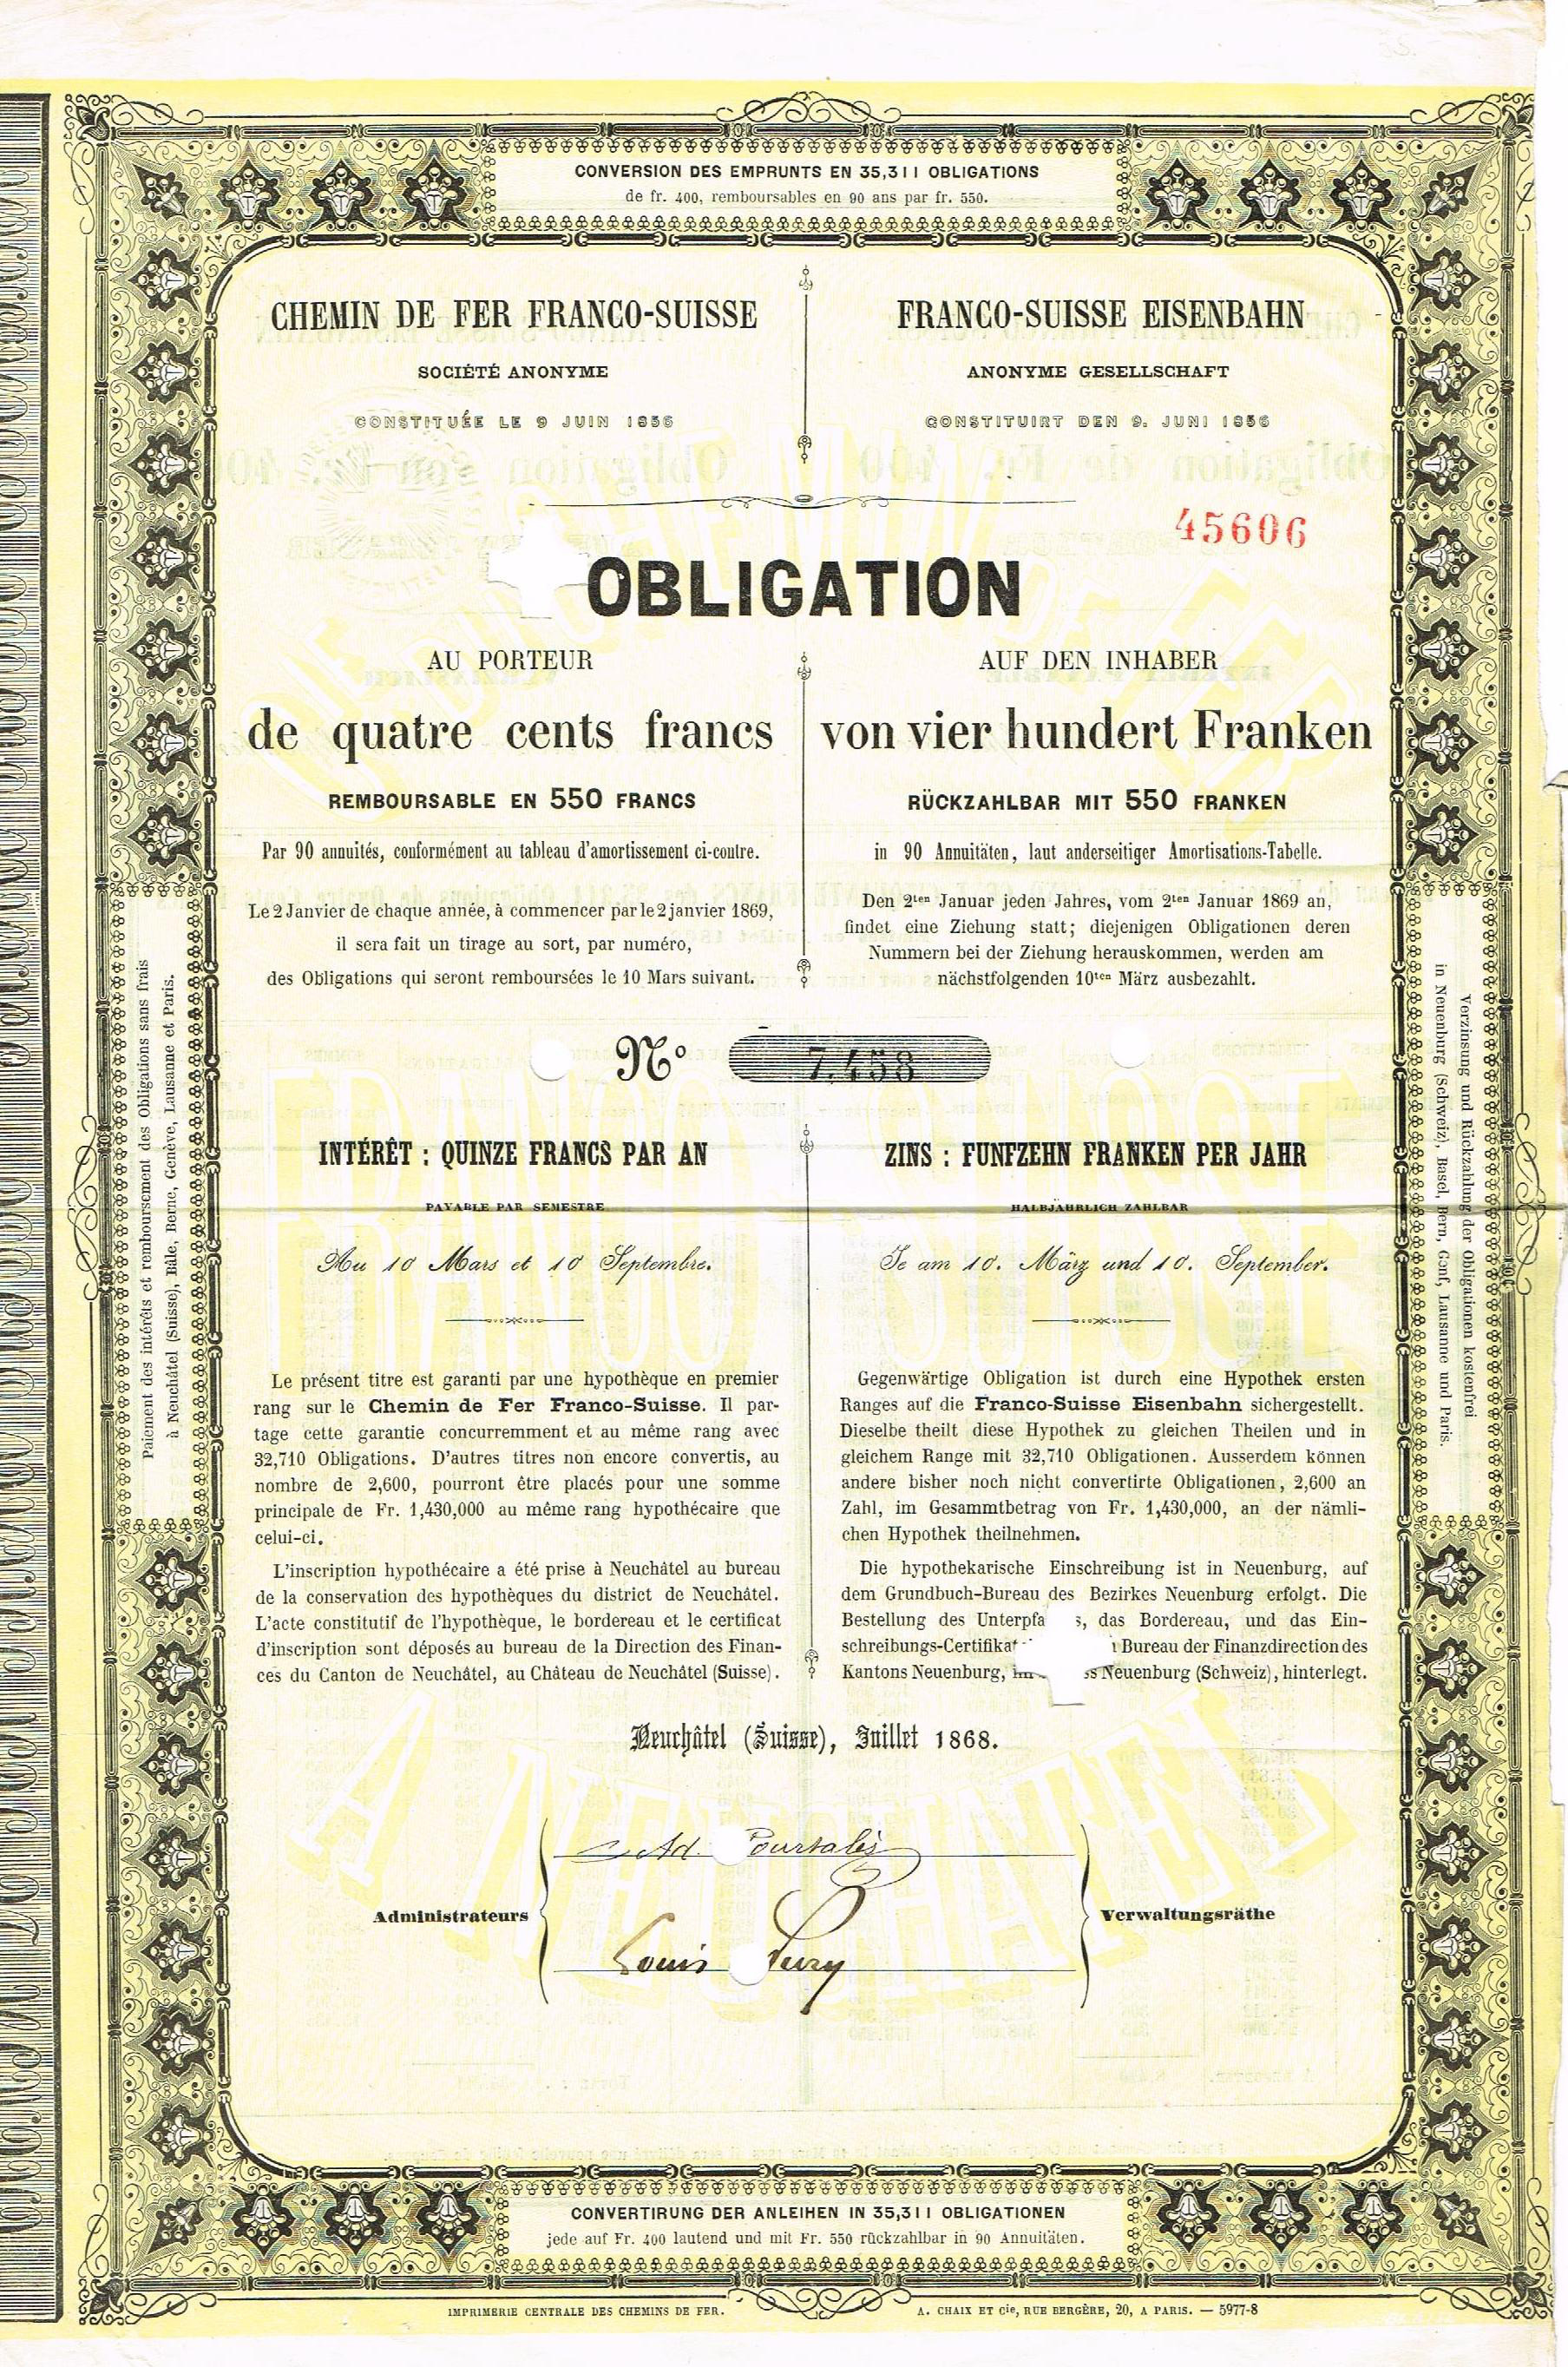 CONVERSION DES EMPRUNTS EN 35,311 OBLIGATIONS
de fr. 400, remboursables en 90 ans par fr. 550.
CHEMIN DE FER FRANCO-SUISSE
SOCIÉTÉ ANONYME
CONSTITUÉE LE 9 JUIN 1856
FRANCO-SUISSE EISENBAHN
ANONYME GESELLSCHAFT
CONSTITUIRT DEN 9. JUNI 1856
45606
OBLIGATION
AU PORTEUR
de quatre cents francs
REMBOURSABLE EN 550 FRANCS
Par 90 annuités, conformément au tableau d'amortissement ci-contre.
Le 2 Janvier de chaque année, à commencer par le 2 janvier 1869,
il sera fait un tirage au sort, par numéro,
des Obligations qui seront remboursées le 10 Mars suivant.
AUF DEN INHABER
von vier hundert Franken
RÜCKZAHLBAR MIT 550 FRANKEN
in 90 Annuitäten, laut anderseitiger Amortisations-Tabelle.
Den 2ten Januar jeden Jahres, vom 2ten Januar 1869 an,
findet eine Ziehung statt; diejenigen Obligationen deren
Nummern bei der Ziehung herauskommen, werden am
nächstfolgenden 10ten März ausbezahlt.
No 7.458
INTÉRÊT : QUINZE FRANCS PAR AN
PAYABLE PAR SEMESTRE
Au 10 Mars et 10 Septembre.
ZINS : FUNFZEHN FRANKEN PER JAHR
HALBJÄHRLICH ZAHLBAR
Je am 10. März und 10. September.
Le présent titre est garanti par une hypothèque en premier
rang sur le Chemin de Fer Franco-Suisse. Il par-
tage cette garantie concurremment et au même rang avec
32,710 Obligations. D'autres titres non encore convertis, au
nombre de 2,600, pourront être placés pour une somme
principale de Fr. 1,430,000 au même rang hypothécaire que
celui-ci.
L'inscription hypothécaire a été prise à Neuchâtel au bureau
de la conservation des hypothèques du district de Neuchâtel.
L'acte constitutif de l'hypothèque, le bordereau et le certificat
d'inscription sont déposés au bureau de la Direction des Finan-
ces du Canton de Neuchâtel, au Château de Neuchâtel (Suisse).
Gegenwärtige Obligation ist durch eine Hypothek ersten
Ranges auf die Franco-Suisse Eisenbahn sichergestellt.
Dieselbe theilt diese Hypothek zu gleichen Theilen und in
gleichem Range mit 32,710 Obligationen. Ausserdem können
andere bisher noch nicht convertirte Obligationen, 2,600 an
Zahl, im Gesammtbetrag von Fr. 1,430,000, an der nämli-
chen Hypothek theilnehmen.
Die hypothekarische Einschreibung ist in Neuenburg, auf
dem Grundbuch-Bureau des Bezirkes Neuenburg erfolgt. Die
Bestellung des Unterpfa s, das Bordereau, und das Ein-
schreibungs-Certifikat Bureau der Finanzdirection des
Kantons Neuenburg, im ss Neuenburg (Schweiz), hinterlegt.
Neuchâtel (Suisse), Juillet 1868.
Ad. Pourtalès
Administrateurs
Verwaltungsräthe
Louis
Paiement des intérêts et remboursement des Obligations sans frais
à Neuchâtel (Suisse), Bâle, Berne, Genève, Lausanne et Paris.
Verzinsung und Rückzahlung der Obligationen kostenfrei
in Neuenburg (Schweiz), Basel, Bern, Genf, Lausanne und Paris.
DE CHEMIN DE FER
FRANCO-SUISSE
FRANCO-SUISSE
A NEUCHATEL
CONVERTIRUNG DER ANLEIHEN IN 35,311 OBLIGATIONEN
jede auf Fr. 400 lautend und mit Fr. 550 rückzahlbar in 90 Annuitäten.
IMPRIMERIE CENTRALE DES CHEMINS DE FER.
A. CHAIX ET Cie, RUE BERGÈRE, 20, A PARIS. — 5977-8